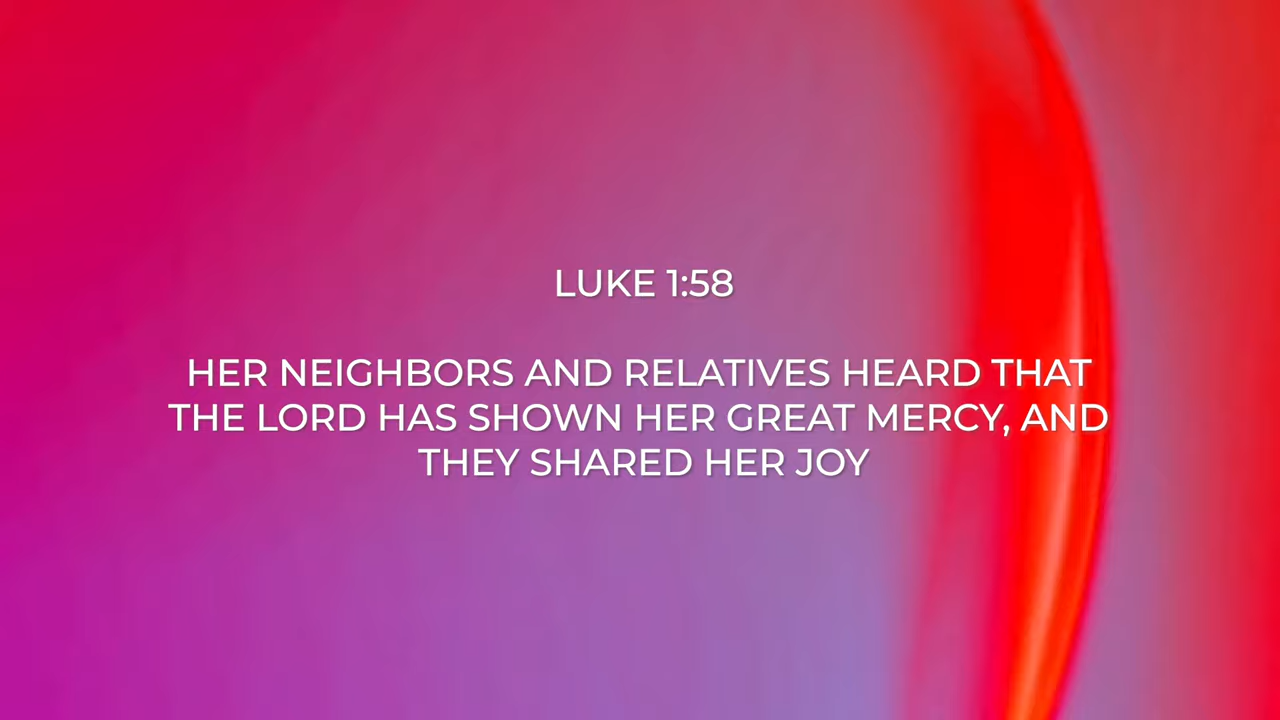 LUKE 1:58
HER NEIGHBORS AND RELATIVES HEARD THAT
THE LORD HAS SHOWN HER GREAT MERCY, AND
THEY SHARED HER JOY